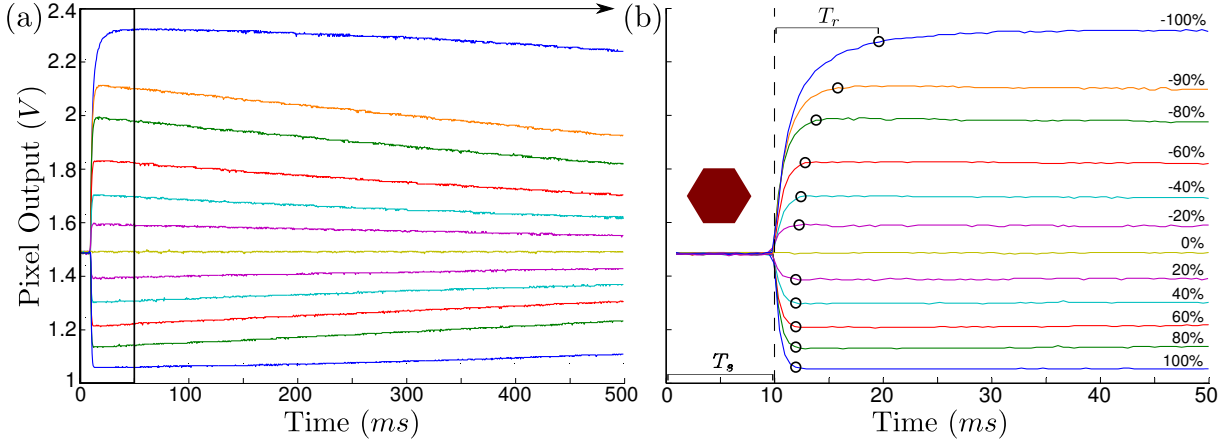 (a)
2.4
2.2
2
1.8
1.6
1.4
1.2
1
Pixel Output (V)
0 100 200 300 400 500
Time (ms)
(b)
T_r
-100%
-90%
-80%
-60%
-40%
-20%
0%
20%
40%
60%
80%
100%
T_s
0 10 20 30 40 50
Time (ms)